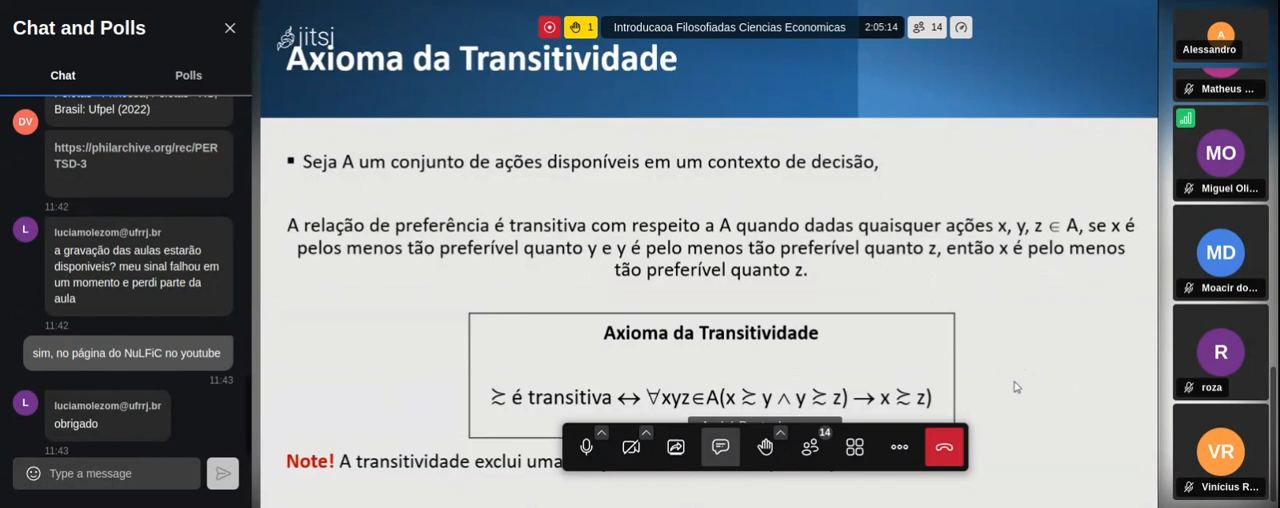 Chat and Polls
Chat
Polls
DV
Brasil: Ufpel (2022)
https://philarchive.org/rec/PER
TSD-3
11:42
L
luciamolezom@ufrrj.br
a gravação das aulas estarão
disponiveis? meu sinal falhou em
um momento e perdi parte da
aula
11:42
sim, no página do NuLFiC no youtube
11:43
L
luciamolezom@ufrrj.br
obrigado
11:43
Type a message
jitsi
1
Introducaoa Filosofiadas Ciencias Economicas
2:05:14
14
Axioma da Transitividade
▪ Seja A um conjunto de ações disponíveis em um contexto de decisão,
A relação de preferência é transitiva com respeito a A quando dadas quaisquer ações x, y, z ∈ A, se x é
pelos menos tão preferível quanto y e y é pelo menos tão preferível quanto z, então x é pelo menos
tão preferível quanto z.
Axioma da Transitividade
≿ é transitiva ↔ ∀xyz∈A(x ≿ y ∧ y ≿ z) → x ≿ z)
Note! A transitividade exclui uma
14
A
Alessandro
Matheus ...
MO
Miguel Oli...
MD
Moacir do...
R
roza
VR
Vinícius R...